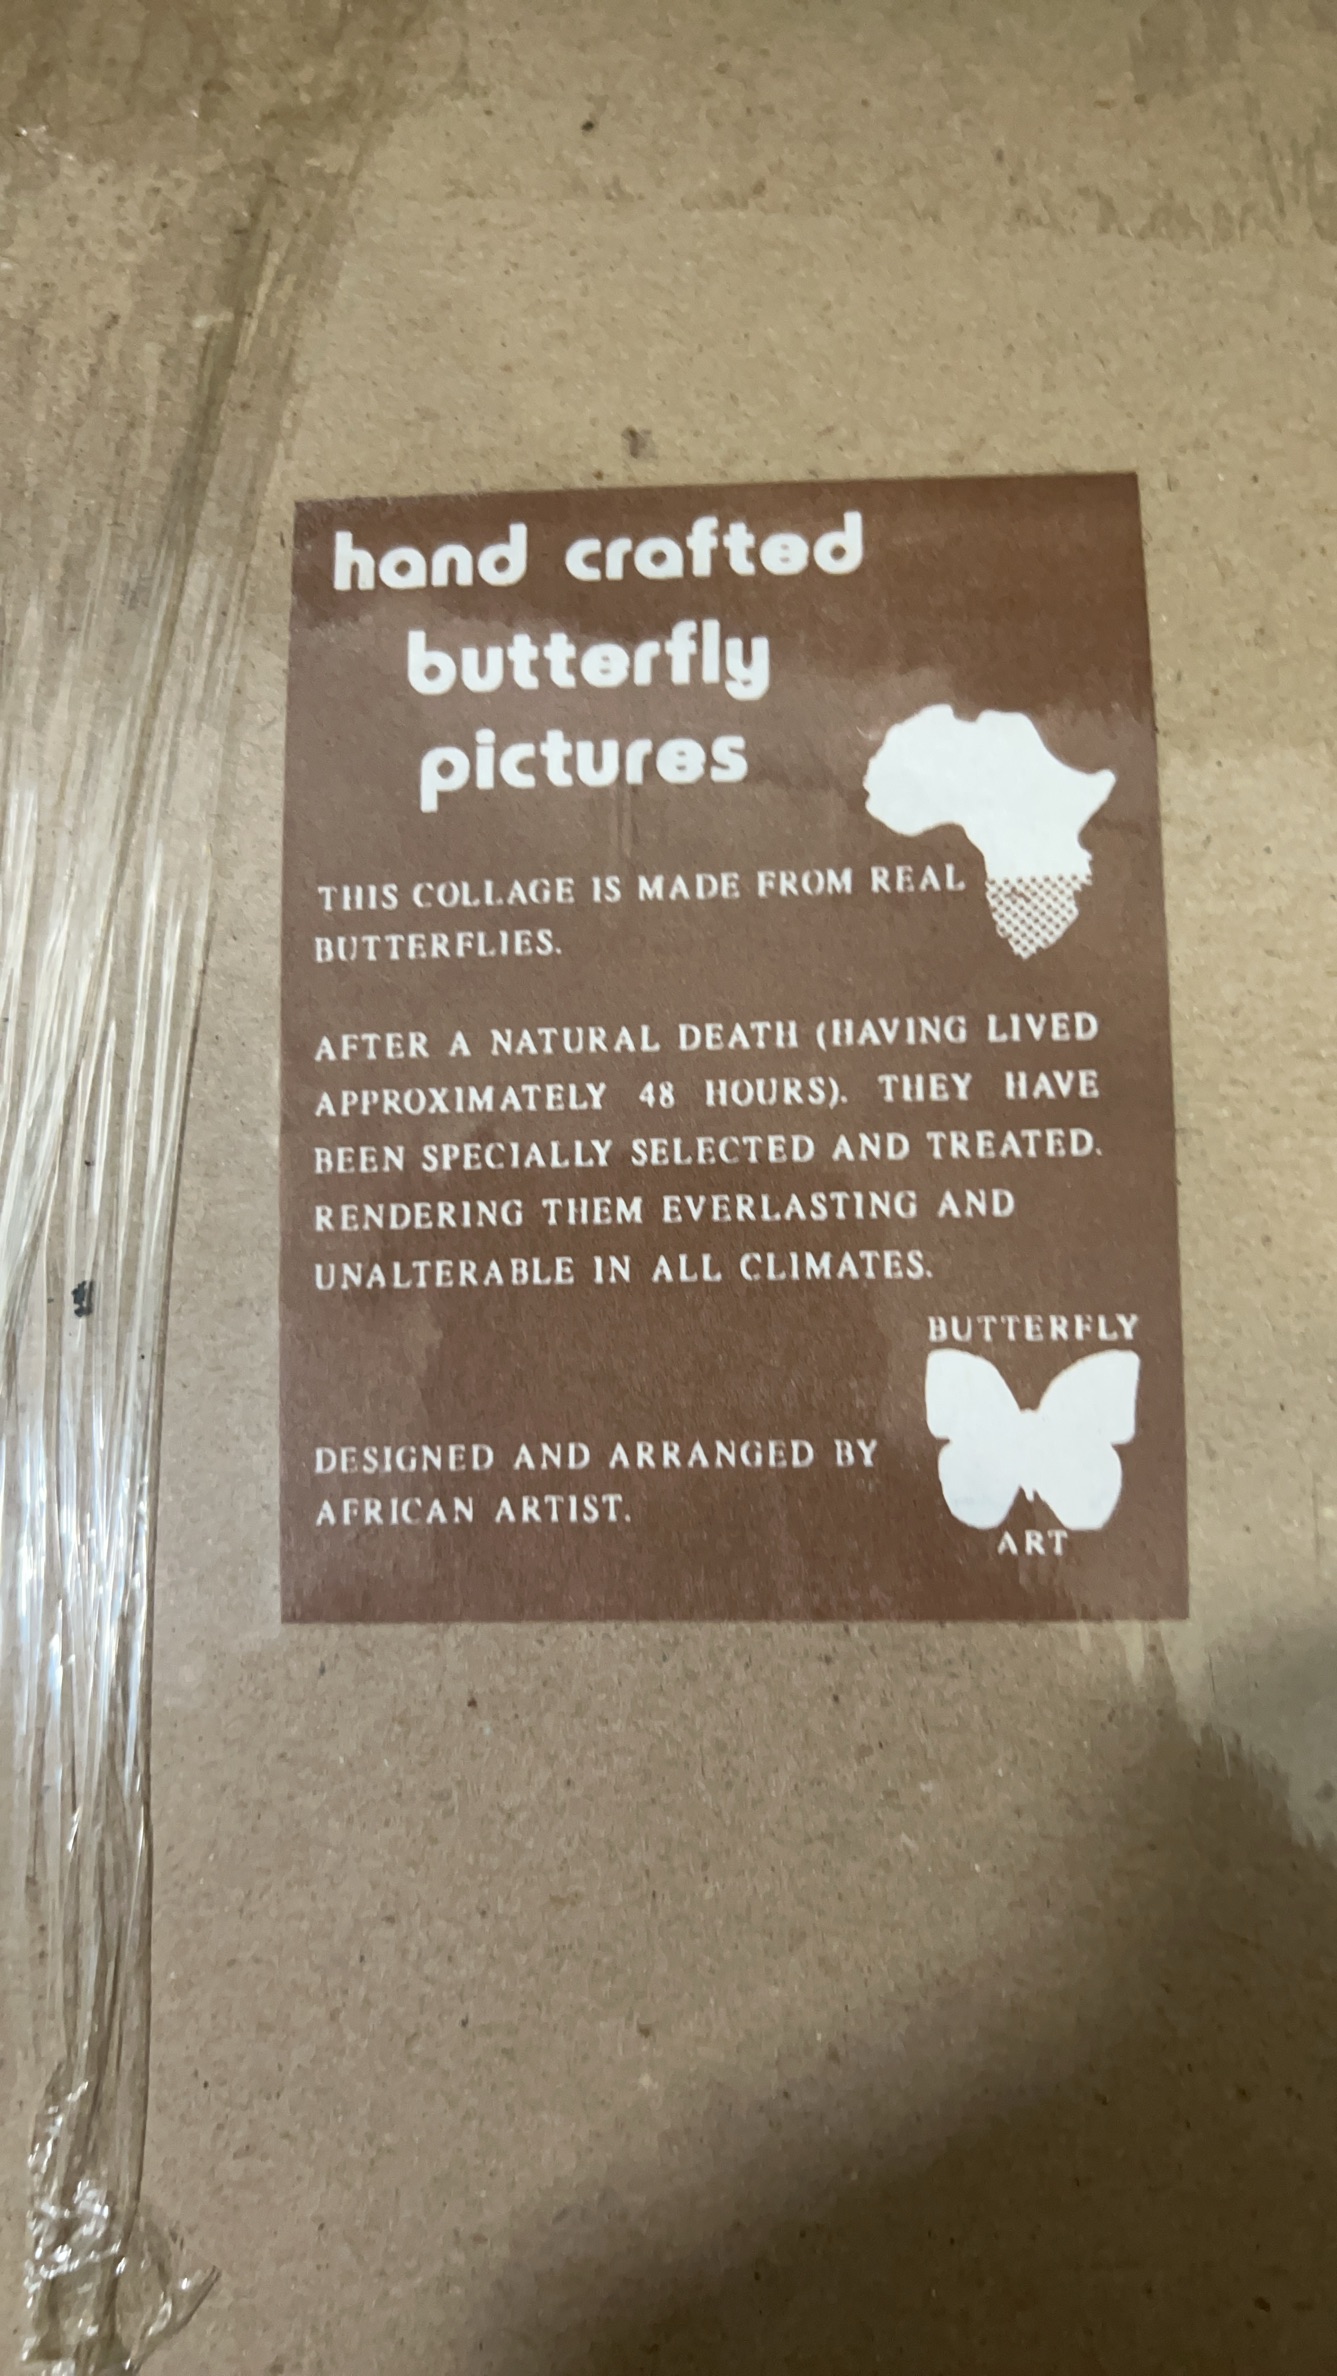 hand crafted
butterfly
pictures
THIS COLLAGE IS MADE FROM REAL
BUTTERFLIES.
AFTER A NATURAL DEATH (HAVING LIVED
APPROXIMATELY 48 HOURS). THEY HAVE
BEEN SPECIALLY SELECTED AND TREATED.
RENDERING THEM EVERLASTING AND
UNALTERABLE IN ALL CLIMATES.
DESIGNED AND ARRANGED BY
AFRICAN ARTIST.
BUTTERFLY
ART